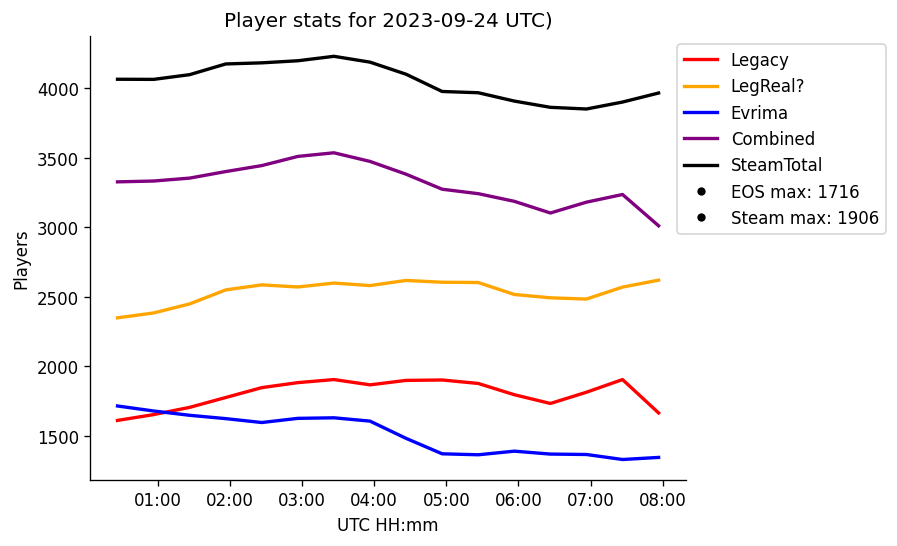 Player stats for 2023-09-24 UTC)
Legacy
LegReal?
Evrima
Combined
SteamTotal
EOS max: 1716
Steam max: 1906
Players
4000
3500
3000
2500
2000
1500
01:00 02:00 03:00 04:00 05:00 06:00 07:00 08:00
UTC HH:mm